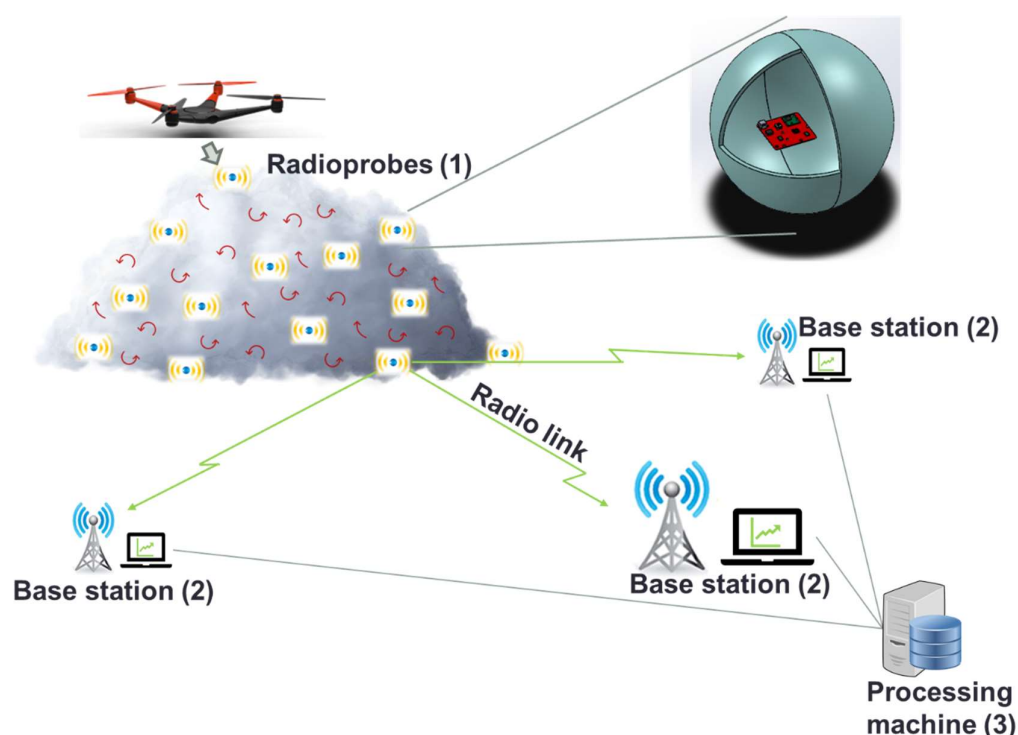 Radioprobes (1)
Base station (2)
Radio link
Base station (2)
Base station (2)
Processing
machine (3)